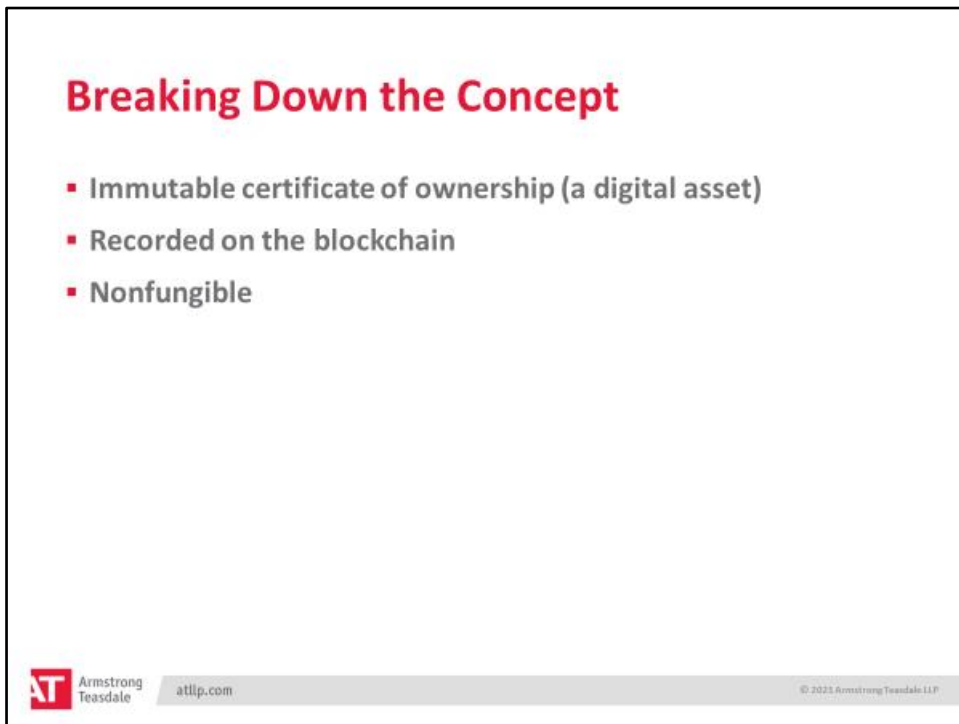 Breaking Down the Concept
▪ Immutable certificate of ownership (a digital asset)
▪ Recorded on the blockchain
▪ Nonfungible
AT
Armstrong
Teasdale
atllp.com
© 2021 Armstrong Teasdale LLP